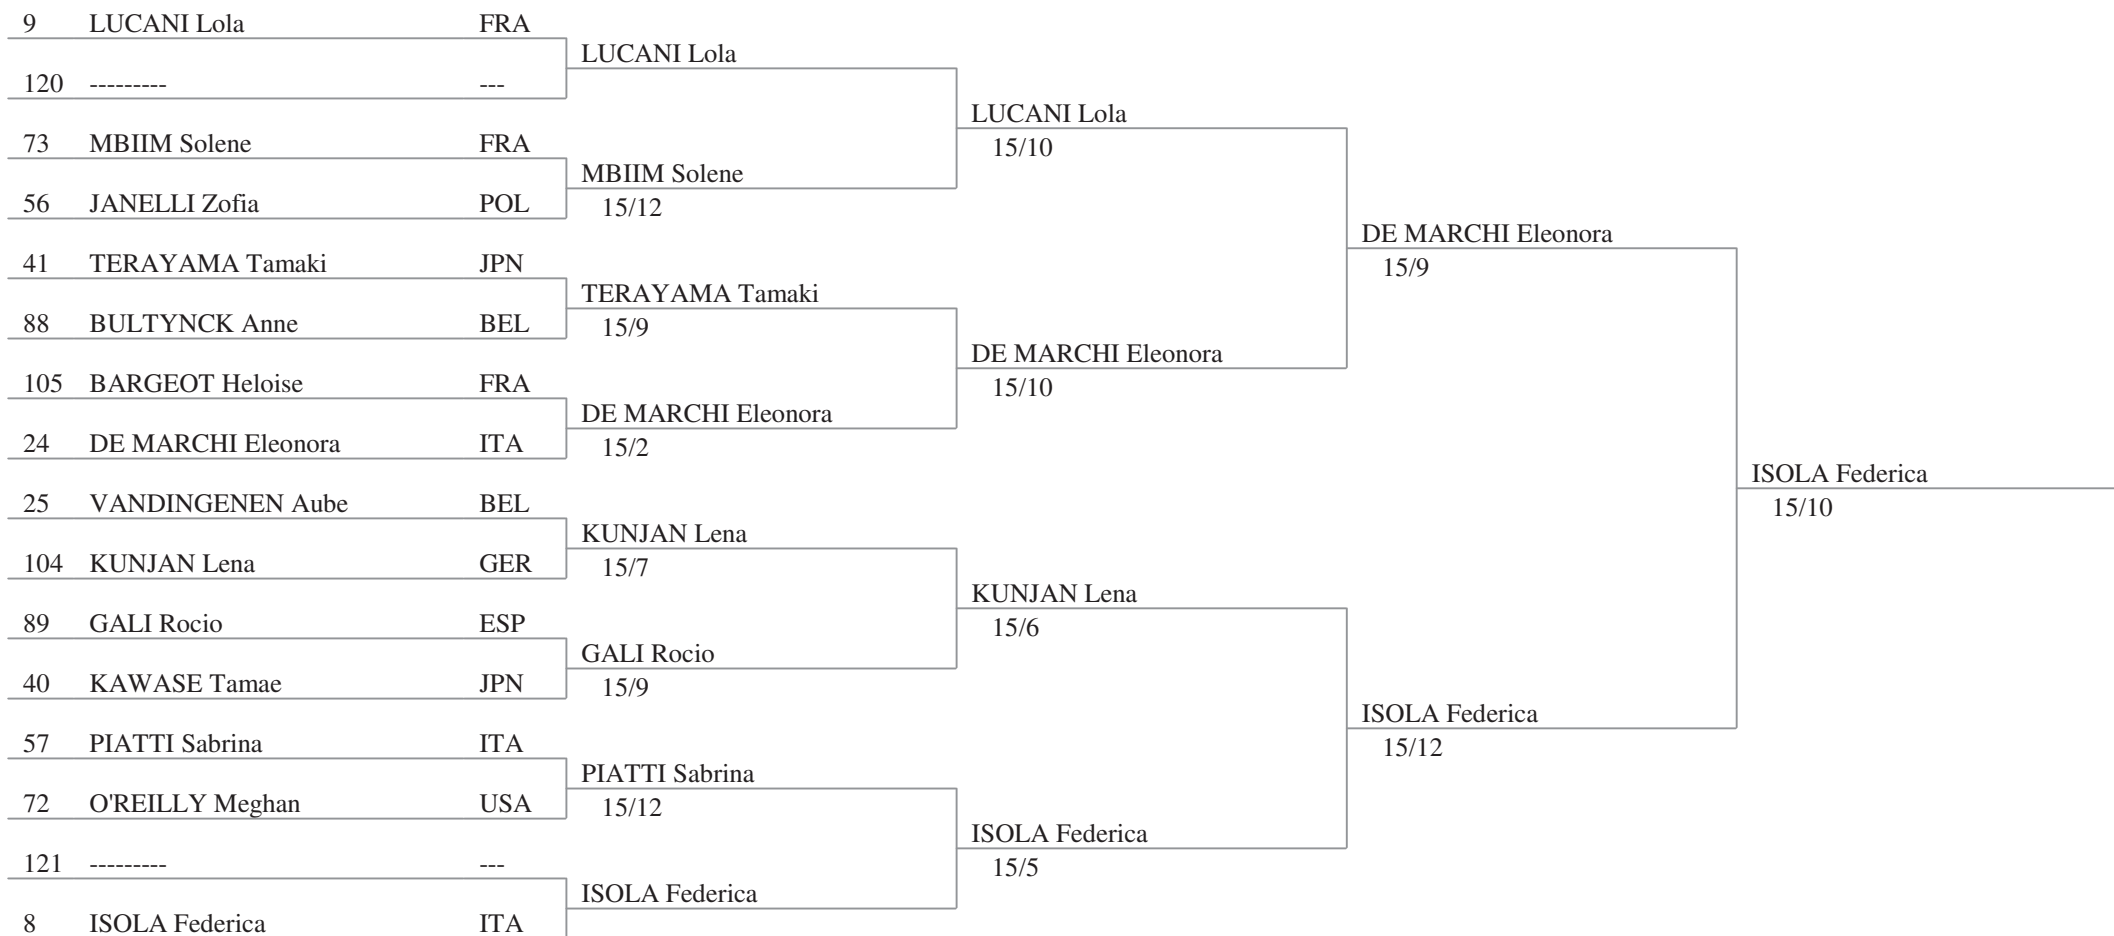 9 LUCANI Lola FRA
LUCANI Lola
120 --------- ---
LUCANI Lola
15/10
73 MBIIM Solene FRA
MBIIM Solene
15/12
56 JANELLI Zofia POL
DE MARCHI Eleonora
15/9
41 TERAYAMA Tamaki JPN
TERAYAMA Tamaki
15/9
88 BULTYNCK Anne BEL
DE MARCHI Eleonora
15/10
105 BARGEOT Heloise FRA
DE MARCHI Eleonora
15/2
24 DE MARCHI Eleonora ITA
ISOLA Federica
15/10
25 VANDINGENEN Aube BEL
KUNJAN Lena
15/7
104 KUNJAN Lena GER
KUNJAN Lena
15/6
89 GALI Rocio ESP
GALI Rocio
15/9
40 KAWASE Tamae JPN
ISOLA Federica
15/12
57 PIATTI Sabrina ITA
PIATTI Sabrina
15/12
72 O'REILLY Meghan USA
ISOLA Federica
15/5
121 --------- ---
ISOLA Federica
8 ISOLA Federica ITA